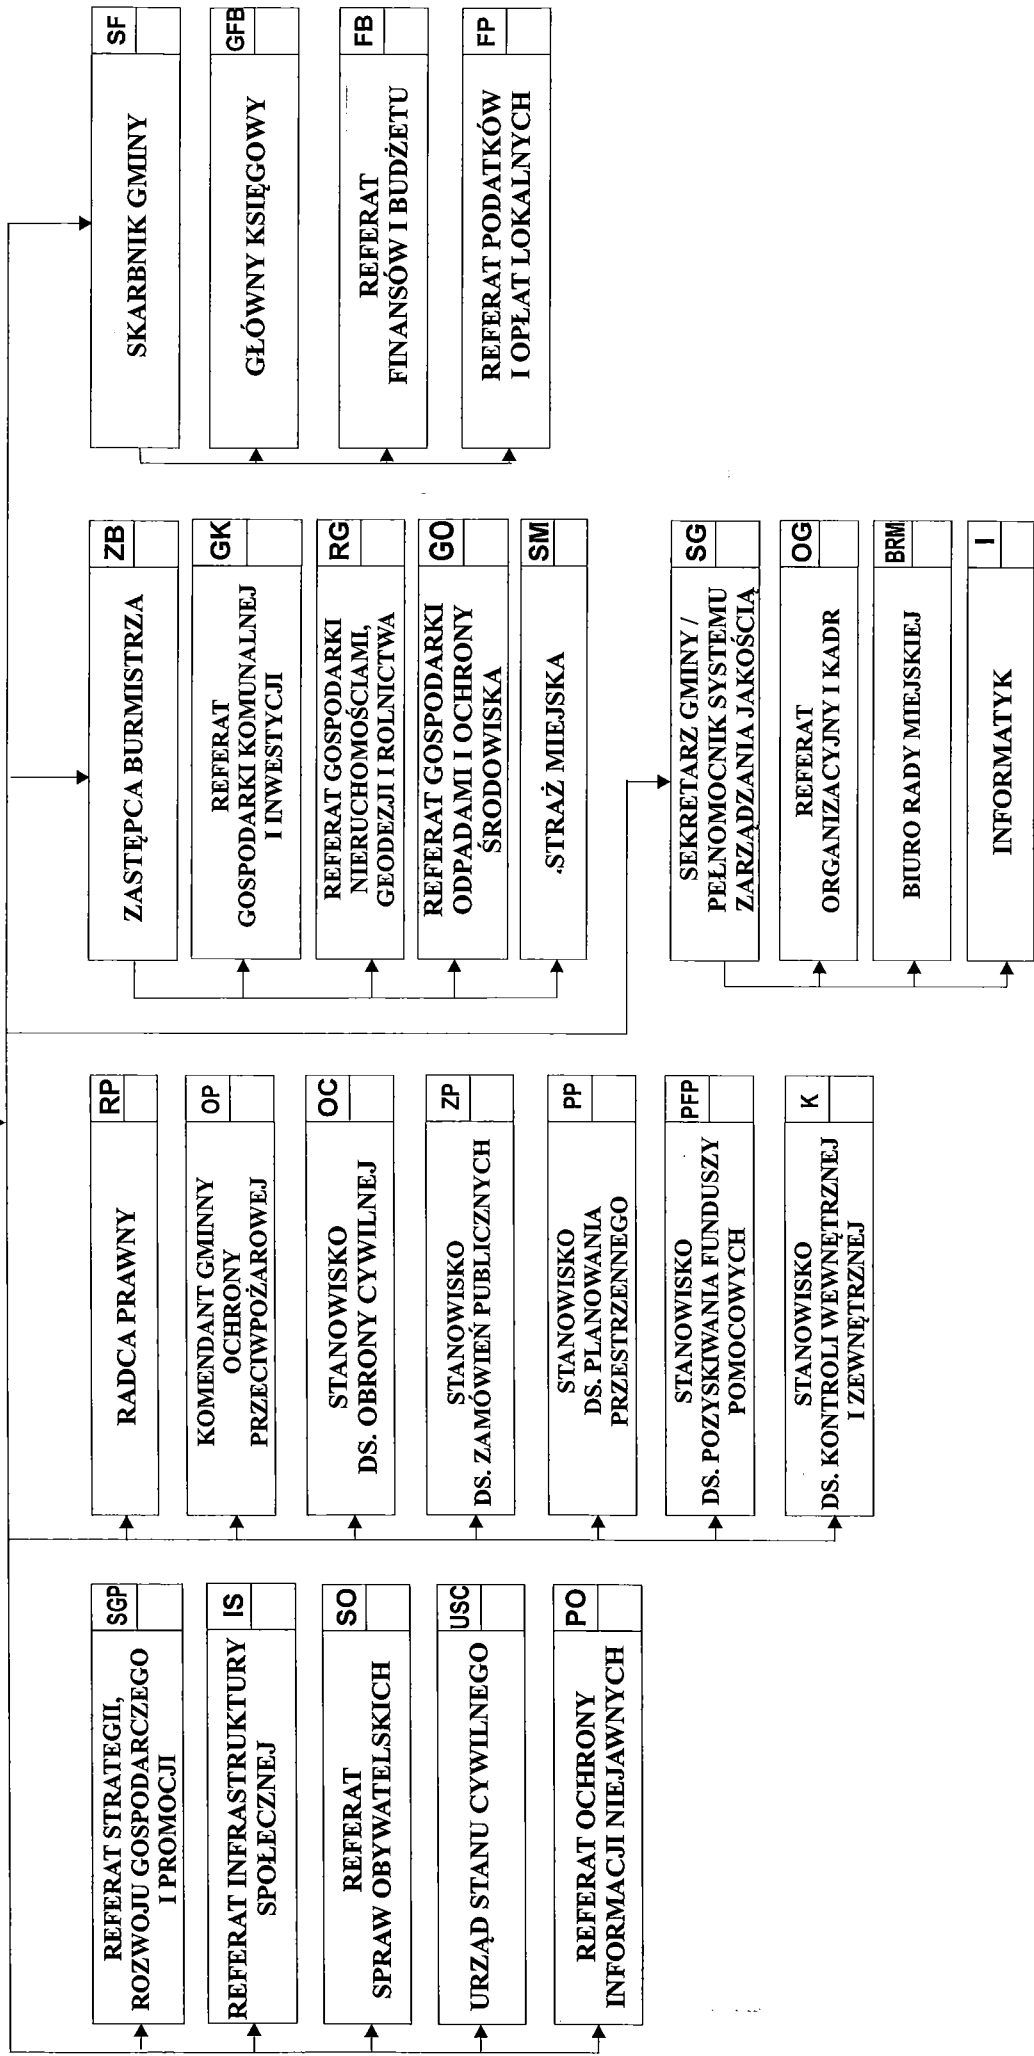 REFERAT STRATEGII,
ROZWOJU GOSPODARCZEGO
I PROMOCJI
SGP
REFERAT INFRASTRUKTURY
SPOŁECZNEJ
IS
REFERAT
SPRAW OBYWATELSKICH
SO
URZĄD STANU CYWILNEGO
USC
REFERAT OCHRONY
INFORMACJI NIEJAWNYCH
PO
RADCA PRAWNY
RP
KOMENDANT GMINNY
OCHRONY
PRZECIWPOŻAROWEJ
OP
STANOWISKO
DS. OBRONY CYWILNEJ
OC
STANOWISKO
DS. ZAMÓWIEŃ PUBLICZNYCH
ZP
STANOWISKO
DS. PLANOWANIA
PRZESTRZENNEGO
PP
STANOWISKO
DS. POZYSKIWANIA FUNDUSZY
POMOCOWYCH
PFP
STANOWISKO
DS. KONTROLI WEWNĘTRZNEJ
I ZEWNĘTRZNEJ
K
ZASTĘPCA BURMISTRZA
ZB
REFERAT
GOSPODARKI KOMUNALNEJ
I INWESTYCJI
GK
REFERAT GOSPODARKI
NIERUCHOMOŚCIAMI,
GEODEZJI I ROLNICTWA
RG
REFERAT GOSPODARKI
ODPADAMI I OCHRONY
ŚRODOWISKA
GO
STRAŻ MIEJSKA
SM
SEKRETARZ GMINY /
PEŁNOMOCNIK SYSTEMU
ZARZĄDZANIA JAKOŚCIĄ
SG
REFERAT
ORGANIZACYJNY I KADR
OG
BIURO RADY MIEJSKIEJ
BRM
INFORMATYK
I
SKARBNIK GMINY
SF
GŁÓWNY KSIĘGOWY
GFB
REFERAT
FINANSÓW I BUDŻETU
FB
REFERAT PODATKÓW
I OPŁAT LOKALNYCH
FP